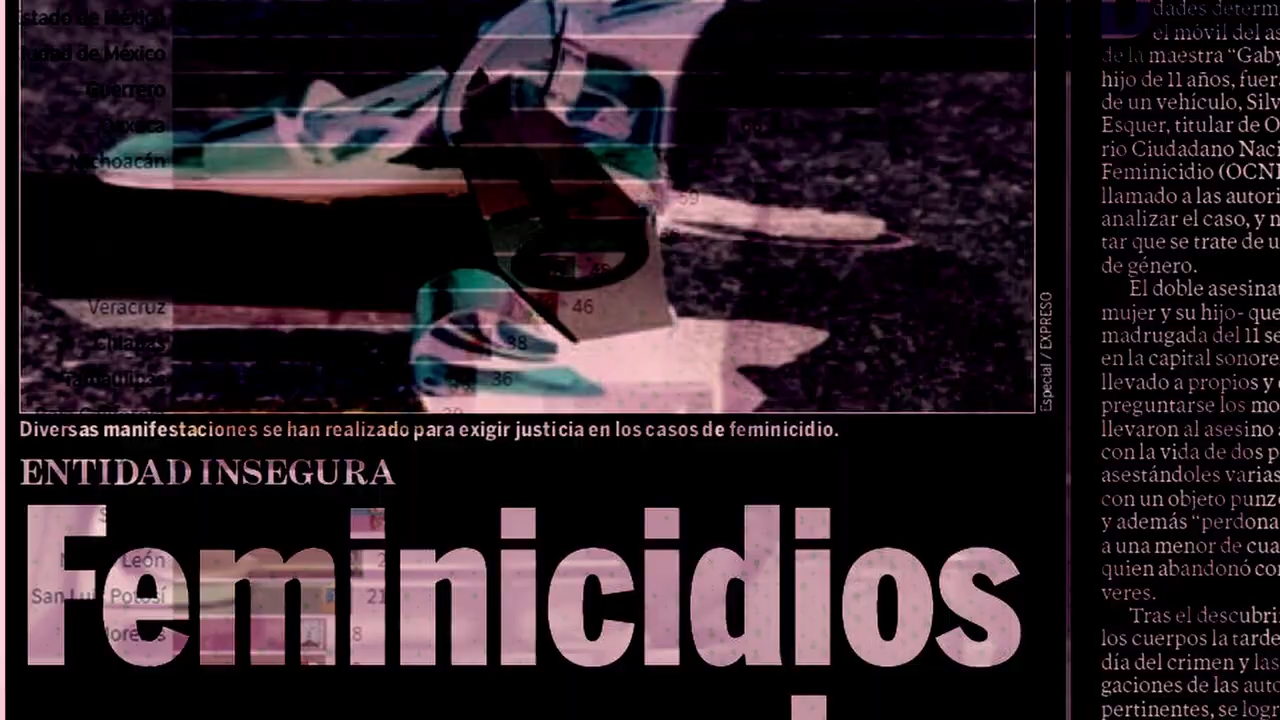 Estado de México
Ciudad de México
Guerrero
Oaxaca
Michoacán
59
46
Veracruz
46
Chiapas
38
Tamaulipas
36
Especial / EXPRESO
Diversas manifestaciones se han realizado para exigir justicia en los casos de feminicidio.
ENTIDAD INSEGURA
Feminicidios
León
San Luis Potosí
21
Morelos
8
dades determ
el móvil del as
de la maestra “Gaby
hijo de 11 años, fuer
de un vehículo, Silv
Esquer, titular de O
rio Ciudadano Naci
Feminicidio (OCNF
llamado a las autori
analizar el caso, y n
tar que se trate de u
de género.
El doble asesinat
mujer y su hijo- que
madrugada del 11 se
en la capital sonore
llevado a propios y
preguntarse los mo
llevaron al asesino
con la vida de dos p
asestándoles varias
con un objeto punz
y además “perdona
a una menor de cua
quien abandonó con
veres.
Tras el descubri
los cuerpos la tarde
día del crimen y las
gaciones de las auto
pertinentes, se logr